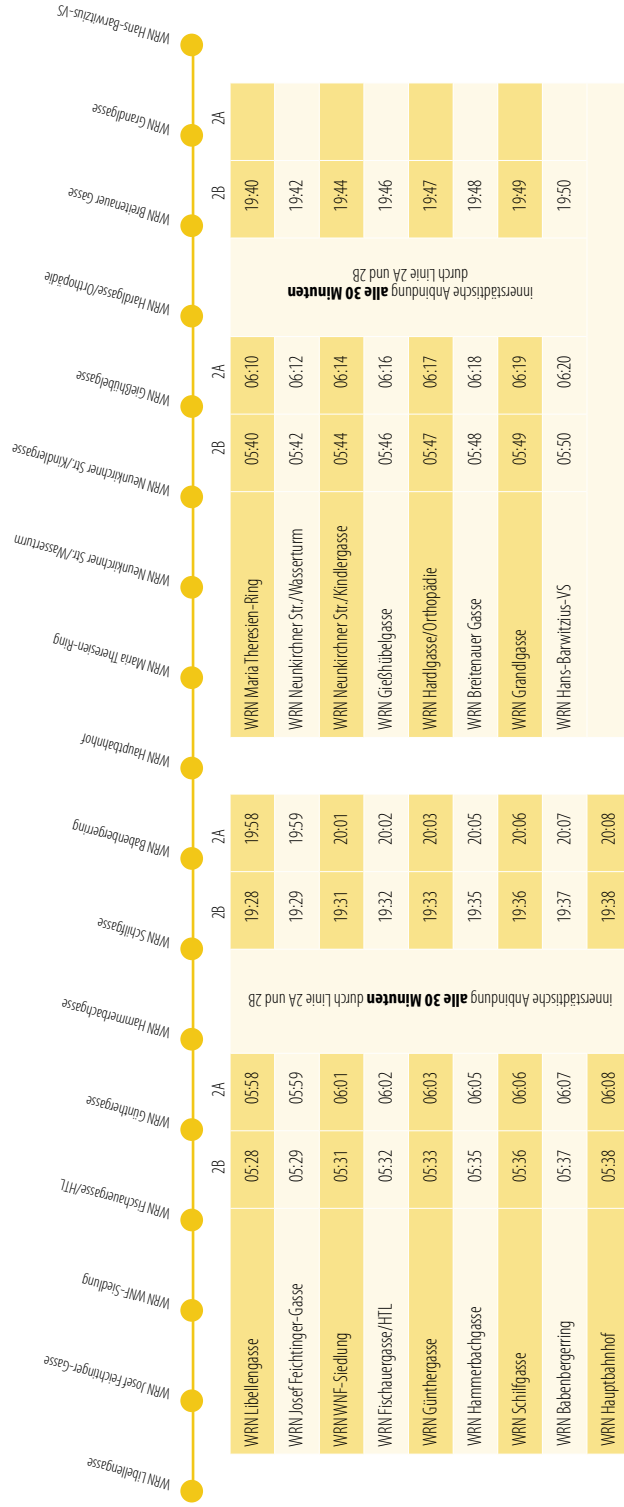 WRN Libellengasse
WRN Josef Feichtinger-Gasse
WRN WNF-Siedlung
WRN Fischauergasse/HTL
WRN Günthergasse
WRN Hammerbachgasse
WRN Schilfgasse
WRN Babenbergerring
WRN Hauptbahnhof
WRN Maria Theresien-Ring
WRN Neunkirchner Str./Wasserturm
WRN Neunkirchner Str./Kindlergasse
WRN Gießhübelgasse
WRN Hardlgasse/Orthopädie
WRN Breitenauer Gasse
WRN Grandlgasse
WRN Hans-Barwitzius-VS
2B 2A 2B 2A
WRN Libellengasse 05:28 05:58 19:28 19:58
WRN Josef Feichtinger-Gasse 05:29 05:59 19:29 19:59
WRN WNF-Siedlung 05:31 06:01 19:31 20:01
WRN Fischauergasse/HTL 05:32 06:02 19:32 20:02
WRN Günthergasse 05:33 06:03 19:33 20:03
WRN Hammerbachgasse 05:35 06:05 19:35 20:05
WRN Schilfgasse 05:36 06:06 19:36 20:06
WRN Babenbergerring 05:37 06:07 19:37 20:07
WRN Hauptbahnhof 05:38 06:08 19:38 20:08
innerstädtische Anbindung alle 30 Minuten durch Linie 2A und 2B
2B 2A 2B 2A
WRN Maria Theresien-Ring 05:40 06:10 19:40
WRN Neunkirchner Str./Wasserturm 05:42 06:12 19:42
WRN Neunkirchner Str./Kindlergasse 05:44 06:14 19:44
WRN Gießhübelgasse 05:46 06:16 19:46
WRN Hardlgasse/Orthopädie 05:47 06:17 19:47
WRN Breitenauer Gasse 05:48 06:18 19:48
WRN Grandlgasse 05:49 06:19 19:49
WRN Hans-Barwitzius-VS 05:50 06:20 19:50
innerstädtische Anbindung alle 30 Minuten
durch Linie 2A und 2B